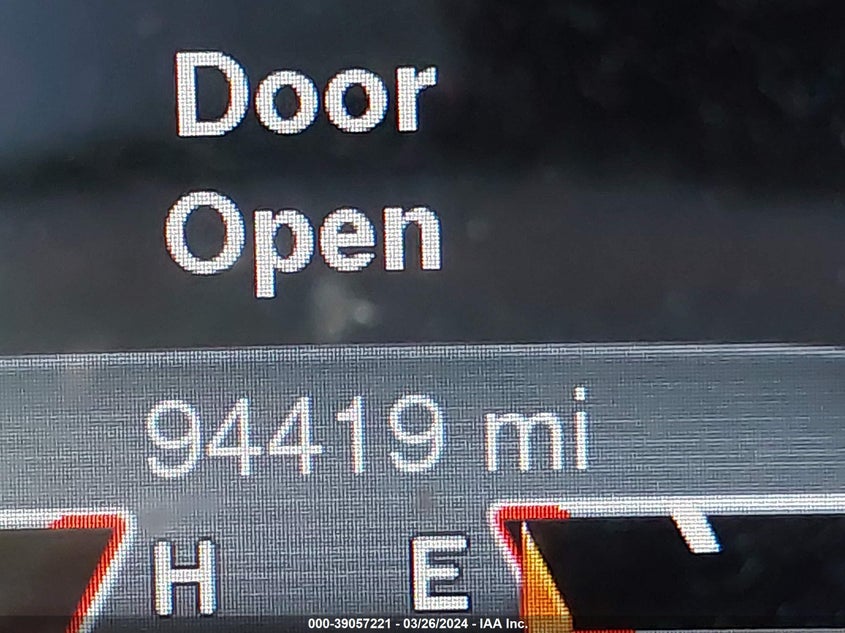 Door
Open
94419 mi
H E
000-39057221 - 03/26/2024 - IAA Inc.